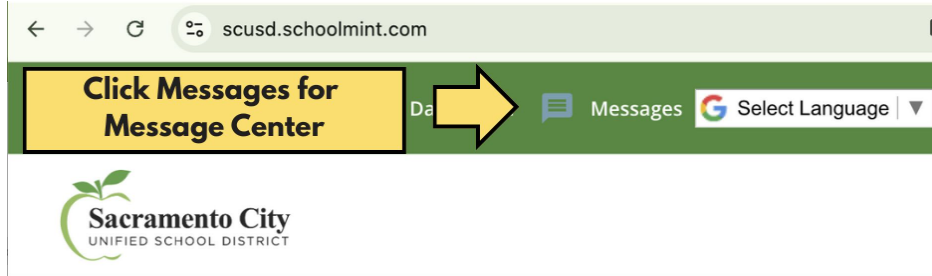 scusd.schoolmint.com
Click Messages for
Message Center
Messages
Select Language
Sacramento City
UNIFIED SCHOOL DISTRICT